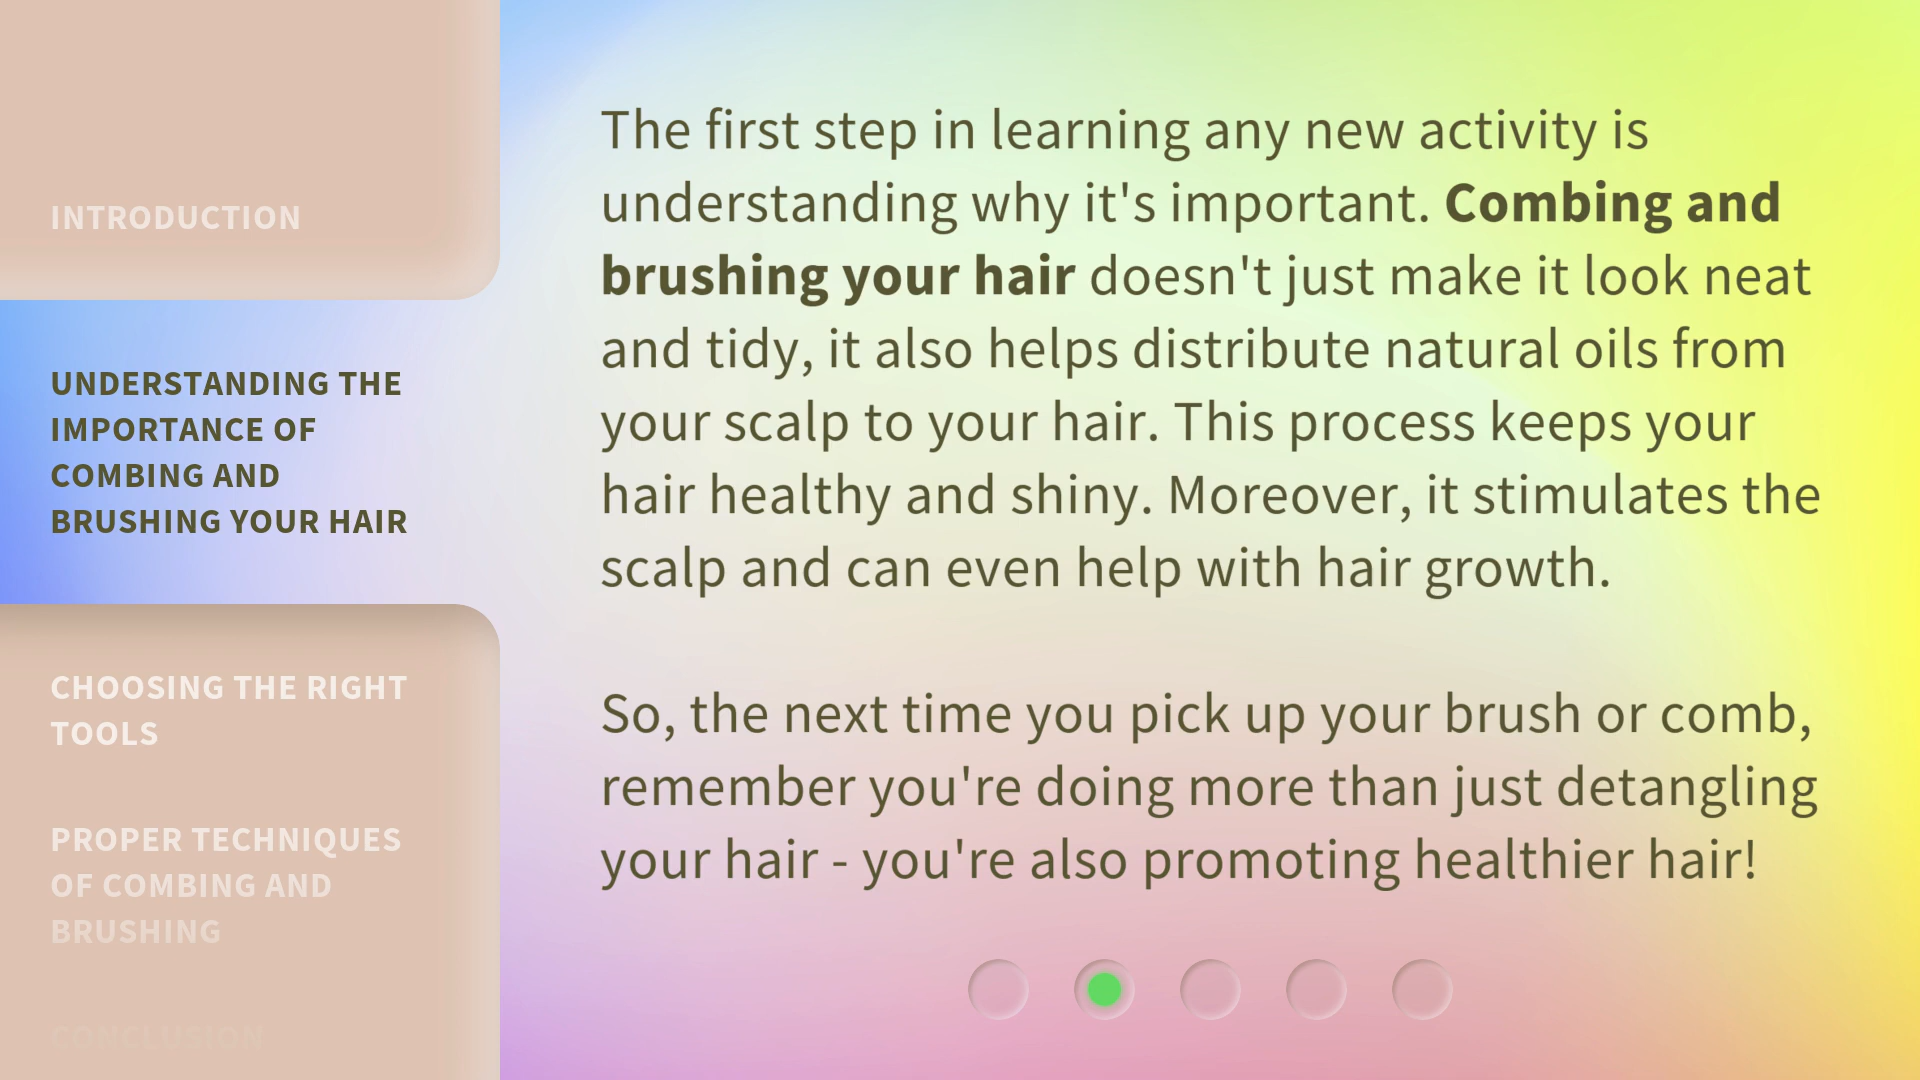 INTRODUCTION
UNDERSTANDING THE
IMPORTANCE OF
COMBING AND
BRUSHING YOUR HAIR
CHOOSING THE RIGHT
TOOLS
PROPER TECHNIQUES
OF COMBING AND
BRUSHING
CONCLUSION
The first step in learning any new activity is
understanding why it's important. Combing and
brushing your hair doesn't just make it look neat
and tidy, it also helps distribute natural oils from
your scalp to your hair. This process keeps your
hair healthy and shiny. Moreover, it stimulates the
scalp and can even help with hair growth.
So, the next time you pick up your brush or comb,
remember you're doing more than just detangling
your hair - you're also promoting healthier hair!